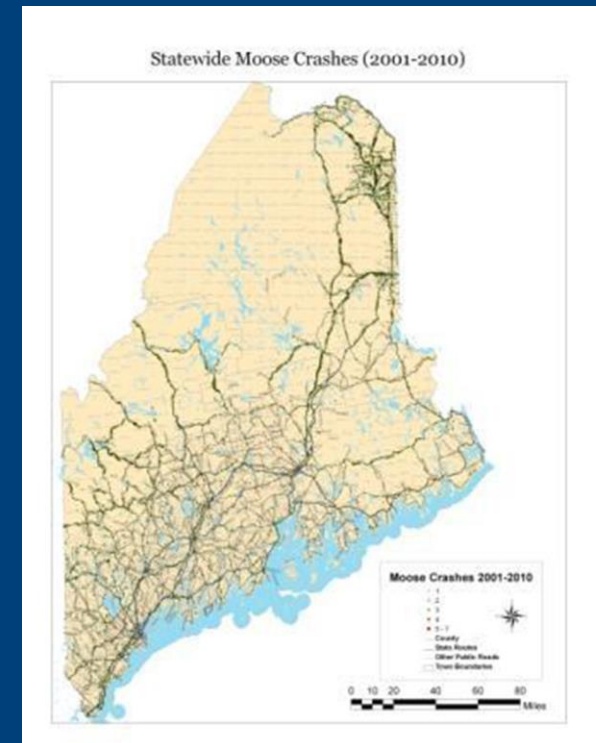 Statewide Moose Crashes (2001-2010)
Moose Crashes 2001-2010
1
2
3
4
5 - 7
County
State Routes
Other Public Roads
Town Boundaries
0 10 20 40 60 80
Miles